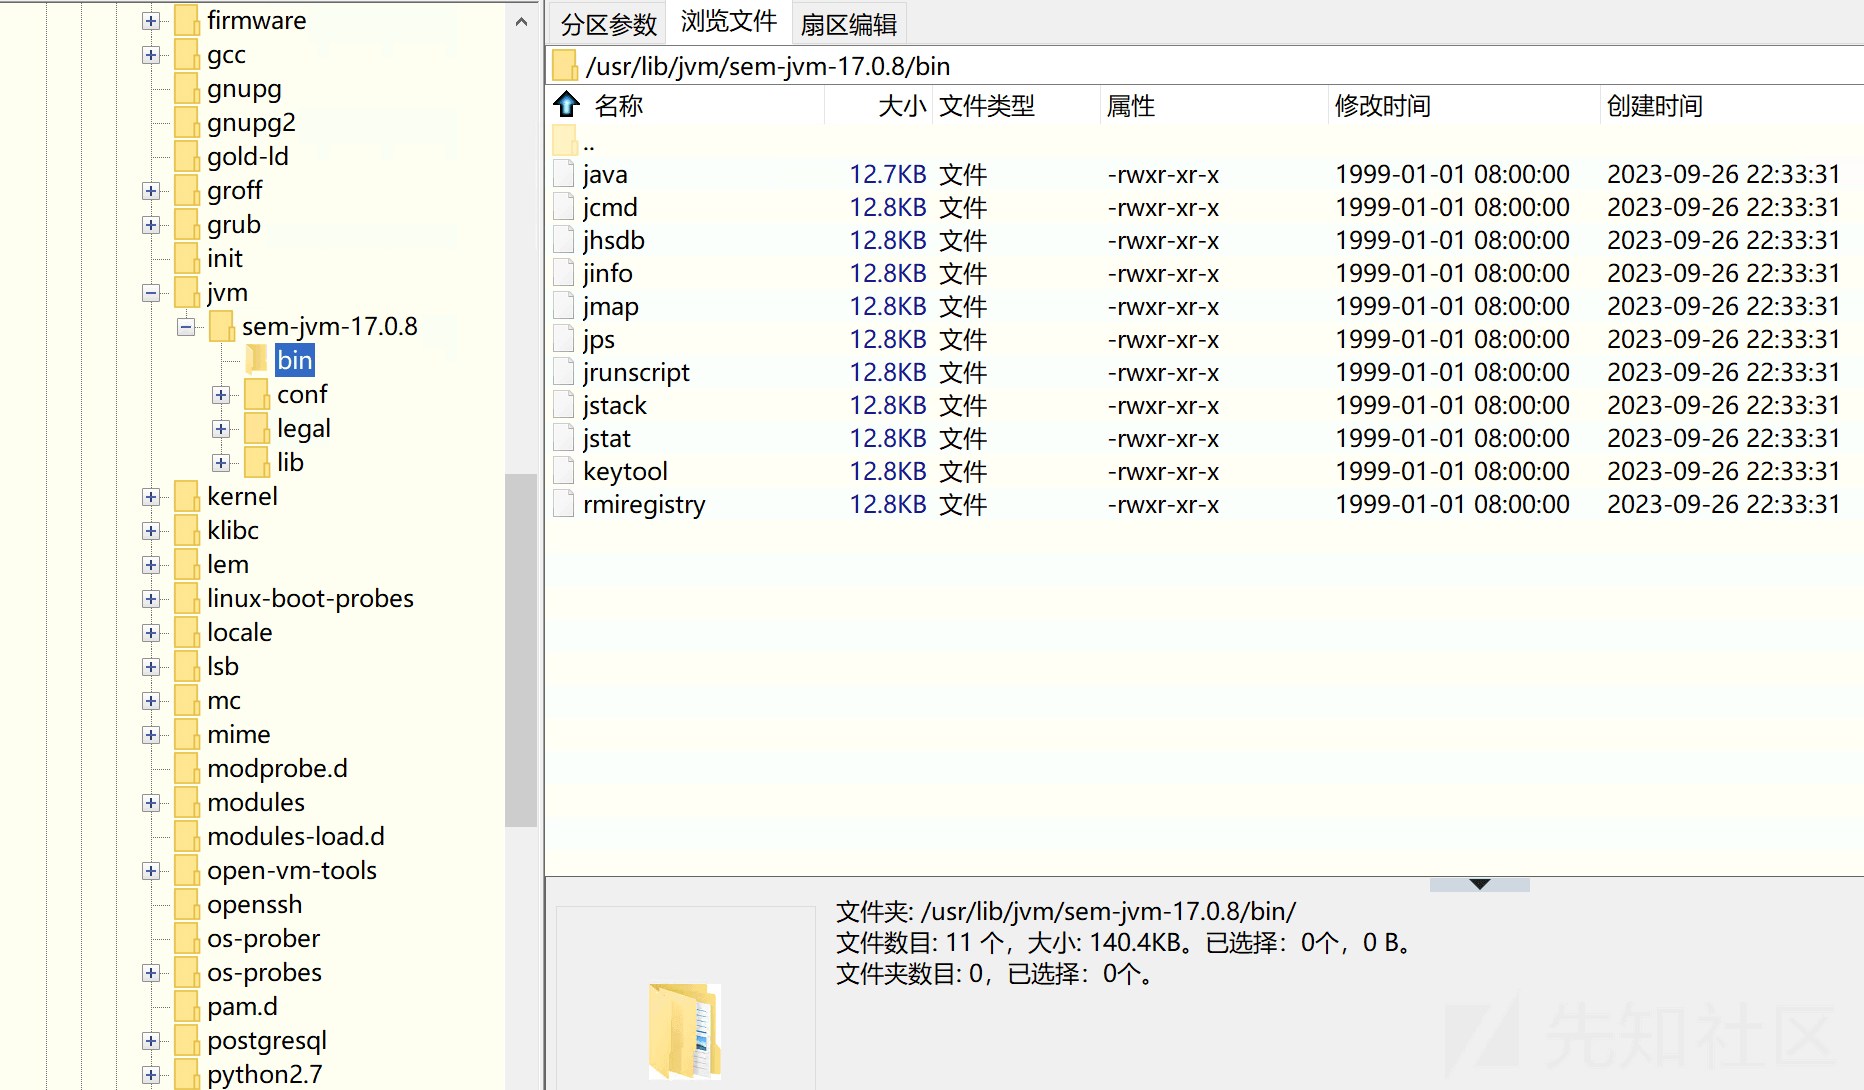 firmware
gcc
gnupg
gnupg2
gold-ld
groff
grub
init
jvm
sem-jvm-17.0.8
bin
conf
legal
lib
kernel
klibc
lem
linux-boot-probes
locale
lsb
mc
mime
modprobe.d
modules
modules-load.d
open-vm-tools
openssh
os-prober
os-probes
pam.d
postgresql
python2.7
分区参数 浏览文件 扇区编辑
/usr/lib/jvm/sem-jvm-17.0.8/bin
名称 大小 文件类型 属性 修改时间 创建时间
..
java 12.7KB 文件 -rwxr-xr-x 1999-01-01 08:00:00 2023-09-26 22:33:31
jcmd 12.8KB 文件 -rwxr-xr-x 1999-01-01 08:00:00 2023-09-26 22:33:31
jhsdb 12.8KB 文件 -rwxr-xr-x 1999-01-01 08:00:00 2023-09-26 22:33:31
jinfo 12.8KB 文件 -rwxr-xr-x 1999-01-01 08:00:00 2023-09-26 22:33:31
jmap 12.8KB 文件 -rwxr-xr-x 1999-01-01 08:00:00 2023-09-26 22:33:31
jps 12.8KB 文件 -rwxr-xr-x 1999-01-01 08:00:00 2023-09-26 22:33:31
jrunscript 12.8KB 文件 -rwxr-xr-x 1999-01-01 08:00:00 2023-09-26 22:33:31
jstack 12.8KB 文件 -rwxr-xr-x 1999-01-01 08:00:00 2023-09-26 22:33:31
jstat 12.8KB 文件 -rwxr-xr-x 1999-01-01 08:00:00 2023-09-26 22:33:31
keytool 12.8KB 文件 -rwxr-xr-x 1999-01-01 08:00:00 2023-09-26 22:33:31
rmiregistry 12.8KB 文件 -rwxr-xr-x 1999-01-01 08:00:00 2023-09-26 22:33:31
文件夹: /usr/lib/jvm/sem-jvm-17.0.8/bin/
文件数目: 11 个，大小: 140.4KB。已选择：0个，0 B。
文件夹数目: 0，已选择：0个。
先知社区